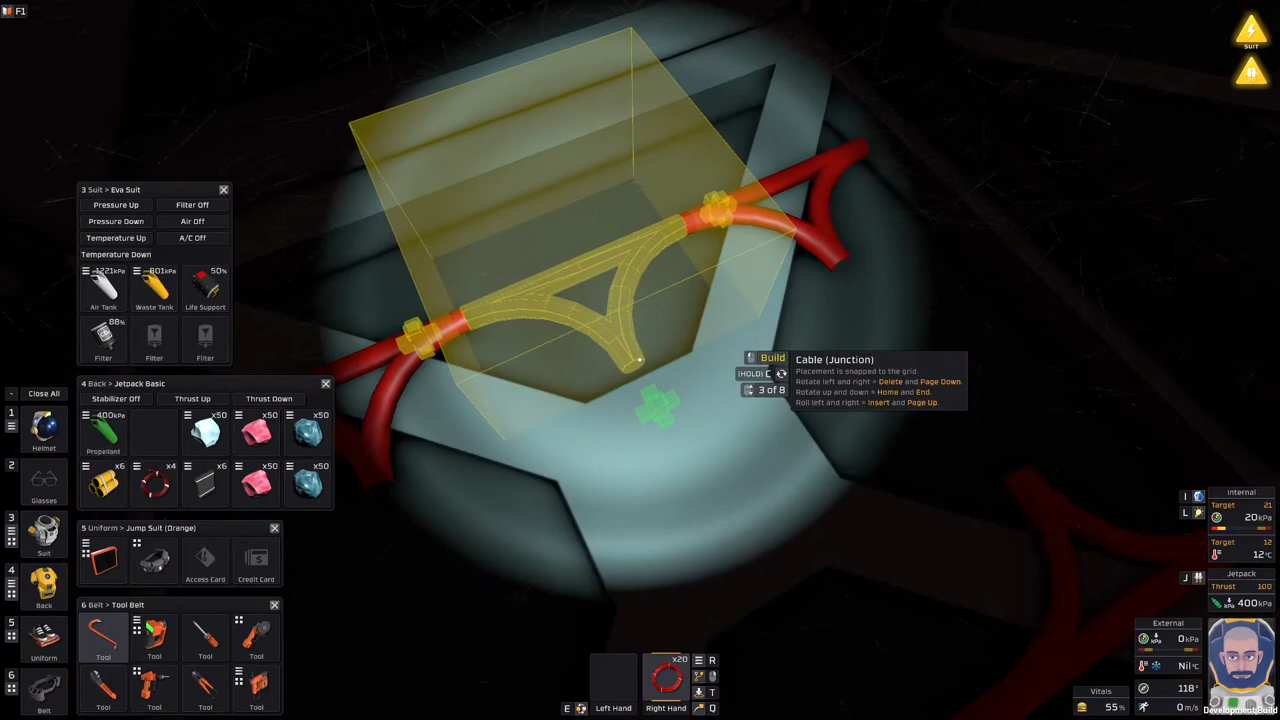 F1
SUIT
3 Suit > Eva Suit
Pressure Up
Filter Off
Pressure Down
Air Off
Temperature Up
A/C Off
Temperature Down
1221kPa
801kPa
50%
Air Tank
Waste Tank
Life Support
88%
Filter
Filter
Filter
4 Back > Jetpack Basic
Stabilizer Off
Thrust Up
Thrust Down
400kPa
x50
x50
x50
Propellant
x6
x4
x6
x50
x50
5 Uniform > Jump Suit (Orange)
Access Card
Credit Card
6 Belt > Tool Belt
Tool
Tool
Tool
Tool
Tool
Tool
Tool
Tool
- Close All
1
Helmet
2
Glasses
3
Suit
4
Back
5
Uniform
6
Belt
Build
(HOLD) C
3 of 8
Cable (Junction)
Placement is snapped to the grid.
Rotate left and right = Delete and Page Down.
Rotate up and down = Home and End.
Roll left and right = Insert and Page Up.
x20
R
T
E
Left Hand
Right Hand
Q
I
L
J
Internal
Target 21
20kPa
Target 12
12°C
Jetpack
Thrust 100
400kPa
External
0kPa
Nil°C
118°
0m/s
Vitals
55%
Development Build